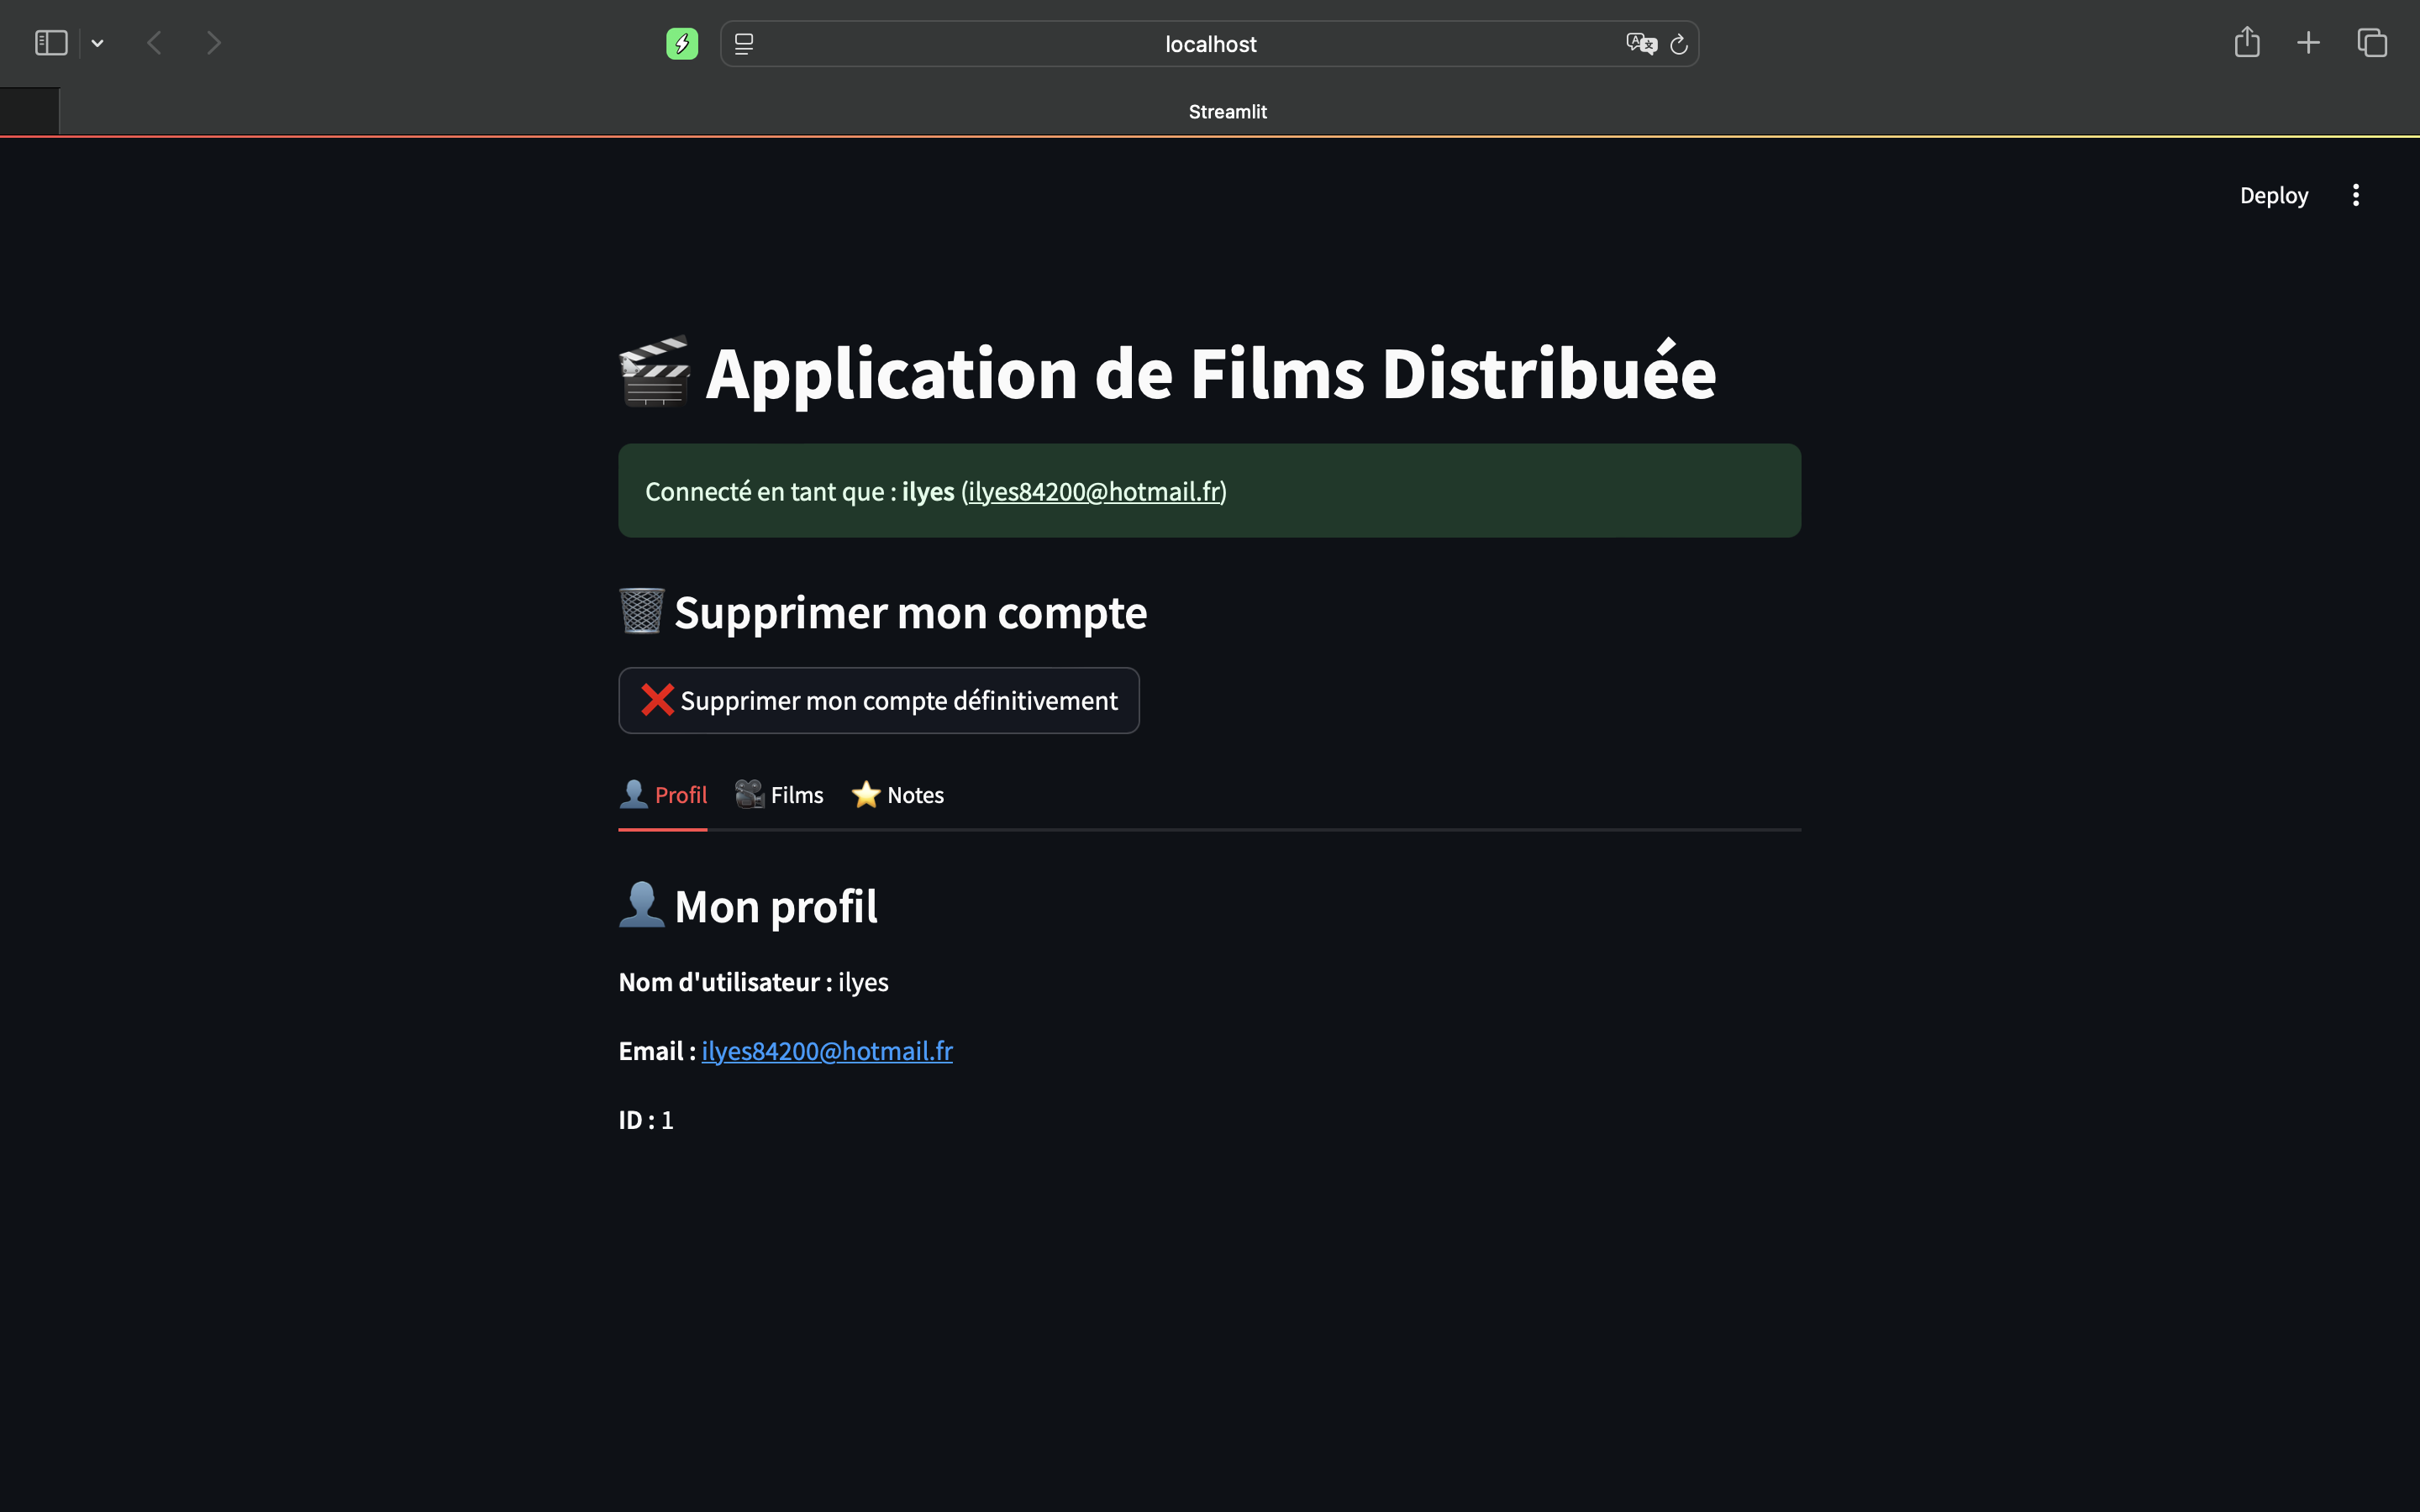 localhost
Streamlit
Deploy
Application de Films Distribuée
Connecté en tant que : ilyes (ilyes84200@hotmail.fr)
Supprimer mon compte
Supprimer mon compte définitivement
Profil Films Notes
Mon profil
Nom d'utilisateur : ilyes
Email : ilyes84200@hotmail.fr
ID : 1